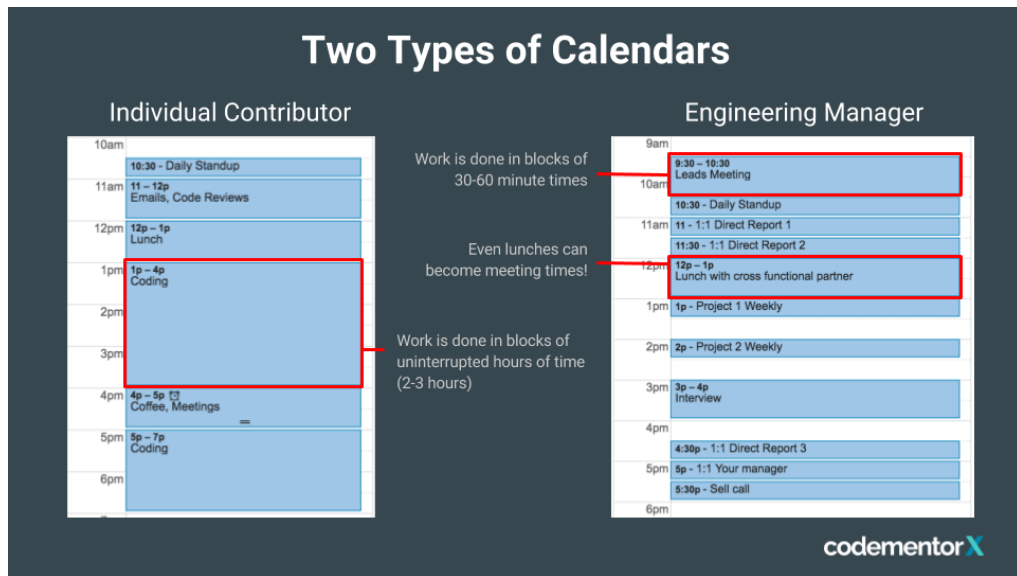 Two Types of Calendars
Individual Contributor
10am
10:30 - Daily Standup
11am
11 – 12p
Emails, Code Reviews
12pm
12p – 1p
Lunch
1pm
1p – 4p
Coding
2pm
3pm
4pm
4p – 5p
Coffee, Meetings
5pm
5p – 7p
Coding
6pm
Work is done in blocks of
30-60 minute times
Even lunches can
become meeting times!
Work is done in blocks of
uninterrupted hours of time
(2-3 hours)
Engineering Manager
9am
9:30 – 10:30
Leads Meeting
10am
10:30 - Daily Standup
11am
11 - 1:1 Direct Report 1
11:30 - 1:1 Direct Report 2
12pm
12p – 1p
Lunch with cross functional partner
1pm
1p - Project 1 Weekly
2pm
2p - Project 2 Weekly
3pm
3p – 4p
Interview
4pm
4:30p - 1:1 Direct Report 3
5pm
5p - 1:1 Your manager
5:30p - Sell call
6pm
codementorX